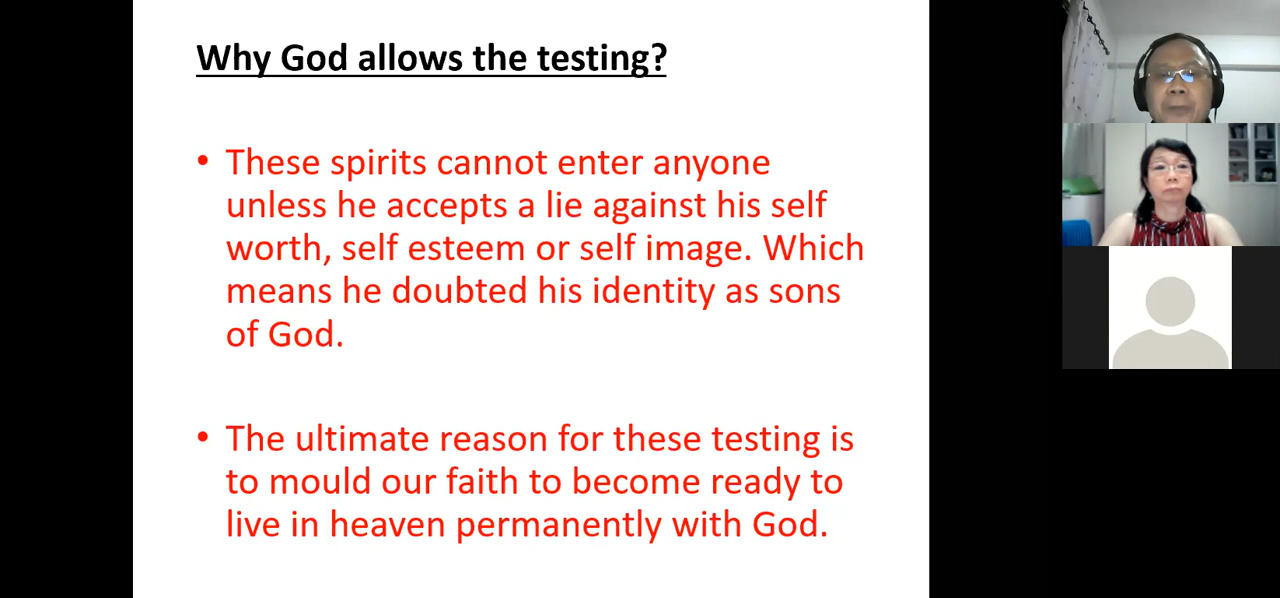 Why God allows the testing?
• These spirits cannot enter anyone
unless he accepts a lie against his self
worth, self esteem or self image. Which
means he doubted his identity as sons
of God.
• The ultimate reason for these testing is
to mould our faith to become ready to
live in heaven permanently with God.